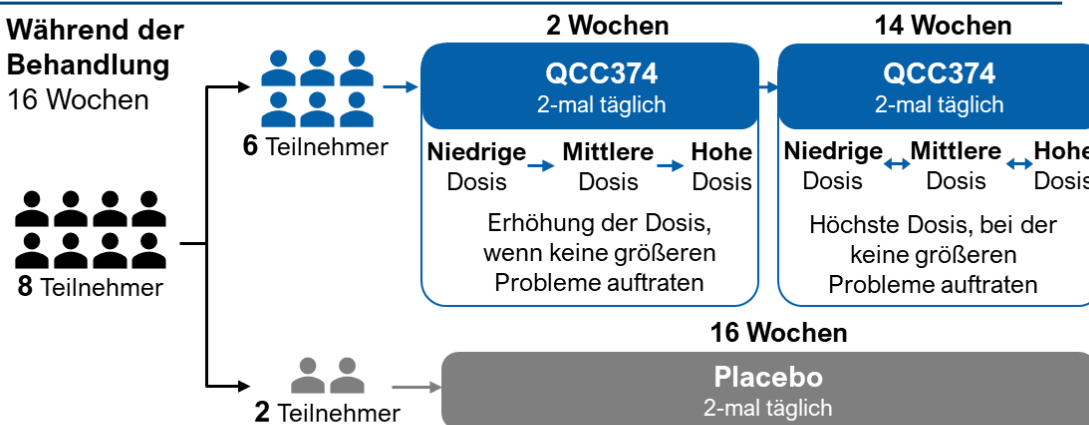 Während der
Behandlung
16 Wochen
8 Teilnehmer
6 Teilnehmer
2 Wochen
QCC374
2-mal täglich
Niedrige
Dosis
Mittlere
Dosis
Hohe
Dosis
Erhöhung der Dosis,
wenn keine größeren
Probleme auftraten
14 Wochen
QCC374
2-mal täglich
Niedrige
Dosis
Mittlere
Dosis
Hohe
Dosis
Höchste Dosis, bei der
keine größeren
Probleme auftraten
2 Teilnehmer
16 Wochen
Placebo
2-mal täglich